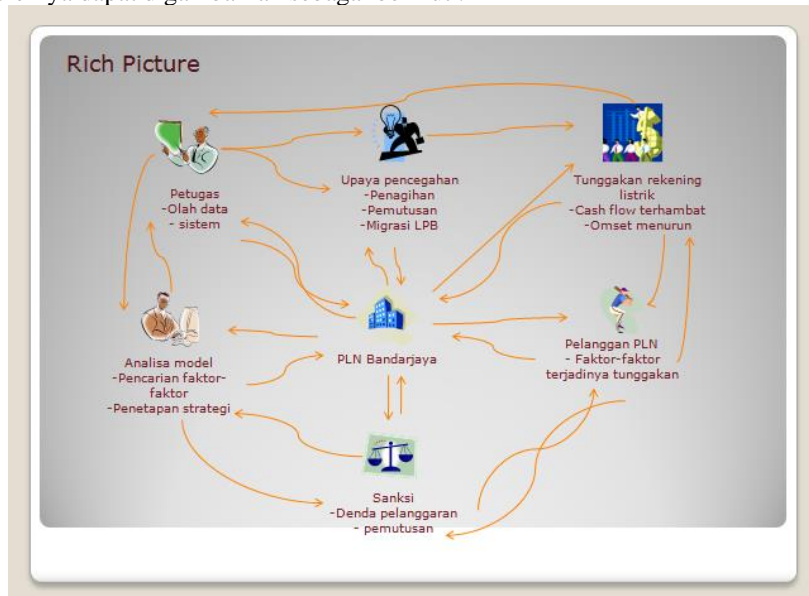 Rich Picture
Petugas
-Olah data
- sistem
Upaya pencegahan
-Penagihan
-Pemutusan
-Migrasi LPB
Tunggakan rekening
listrik
-Cash flow terhambat
-Omset menurun
Analisa model
-Pencarian faktor-
faktor
-Penetapan strategi
PLN Bandarjaya
Pelanggan PLN
- Faktor-faktor
terjadinya tunggakan
Sanksi
-Denda pelanggaran
- pemutusan